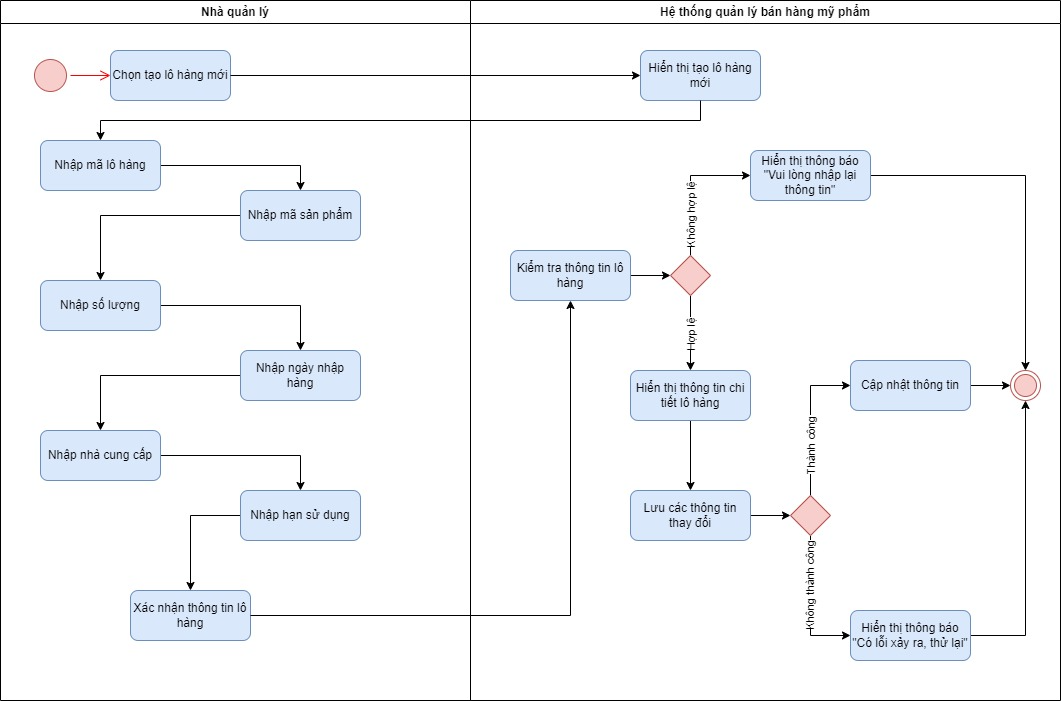 Nhà quản lý
Hệ thống quản lý bán hàng mỹ phẩm
Chọn tạo lô hàng mới
Hiển thị tạo lô hàng
mới
Nhập mã lô hàng
Nhập mã sản phẩm
Nhập số lượng
Nhập ngày nhập
hàng
Nhập nhà cung cấp
Nhập hạn sử dụng
Xác nhận thông tin lô
hàng
Kiểm tra thông tin lô
hàng
Không hợp lệ
Hiển thị thông báo
"Vui lòng nhập lại
thông tin"
Hợp lệ
Hiển thị thông tin chi
tiết lô hàng
Lưu các thông tin
thay đổi
Thành công
Cập nhật thông tin
Không thành công
Hiển thị thông báo
"Có lỗi xảy ra, thử lại"